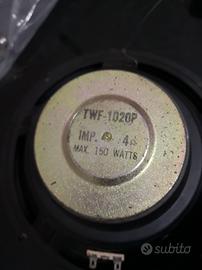 TWF-1020P
IMP. 4Ω
MAX. 150 WATTS
subito